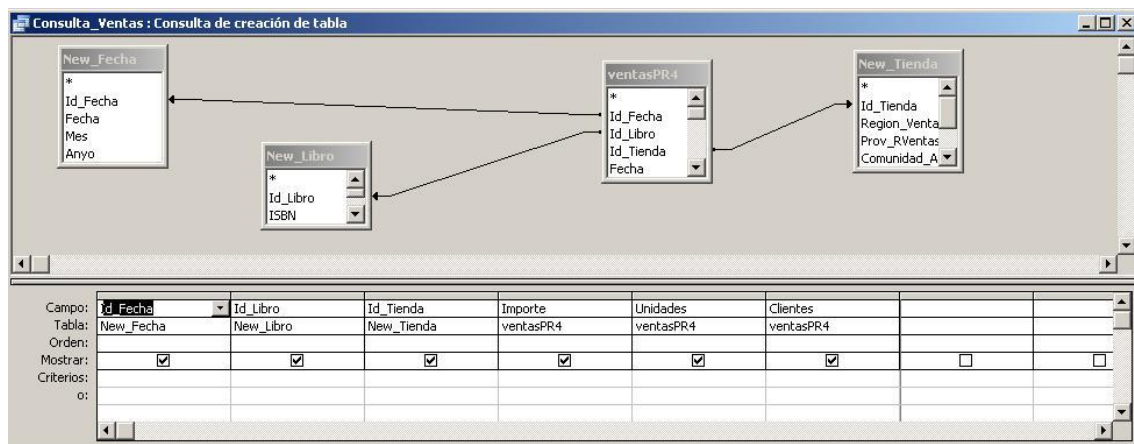 Consulta_Ventas : Consulta de creación de tabla
New_Fecha
*
Id_Fecha
Fecha
Mes
Anyo
New_Libro
*
Id_Libro
ISBN
ventasPR4
*
Id_Fecha
Id_Libro
Id_Tienda
Fecha
New_Tienda
*
Id_Tienda
Region_Venta
Prov_RVentas
Comunidad_A
Campo: Id_Fecha Id_Libro Id_Tienda Importe Unidades Clientes
Tabla: New_Fecha New_Libro New_Tienda ventasPR4 ventasPR4 ventasPR4
Orden:
Mostrar:
Criterios:
o: